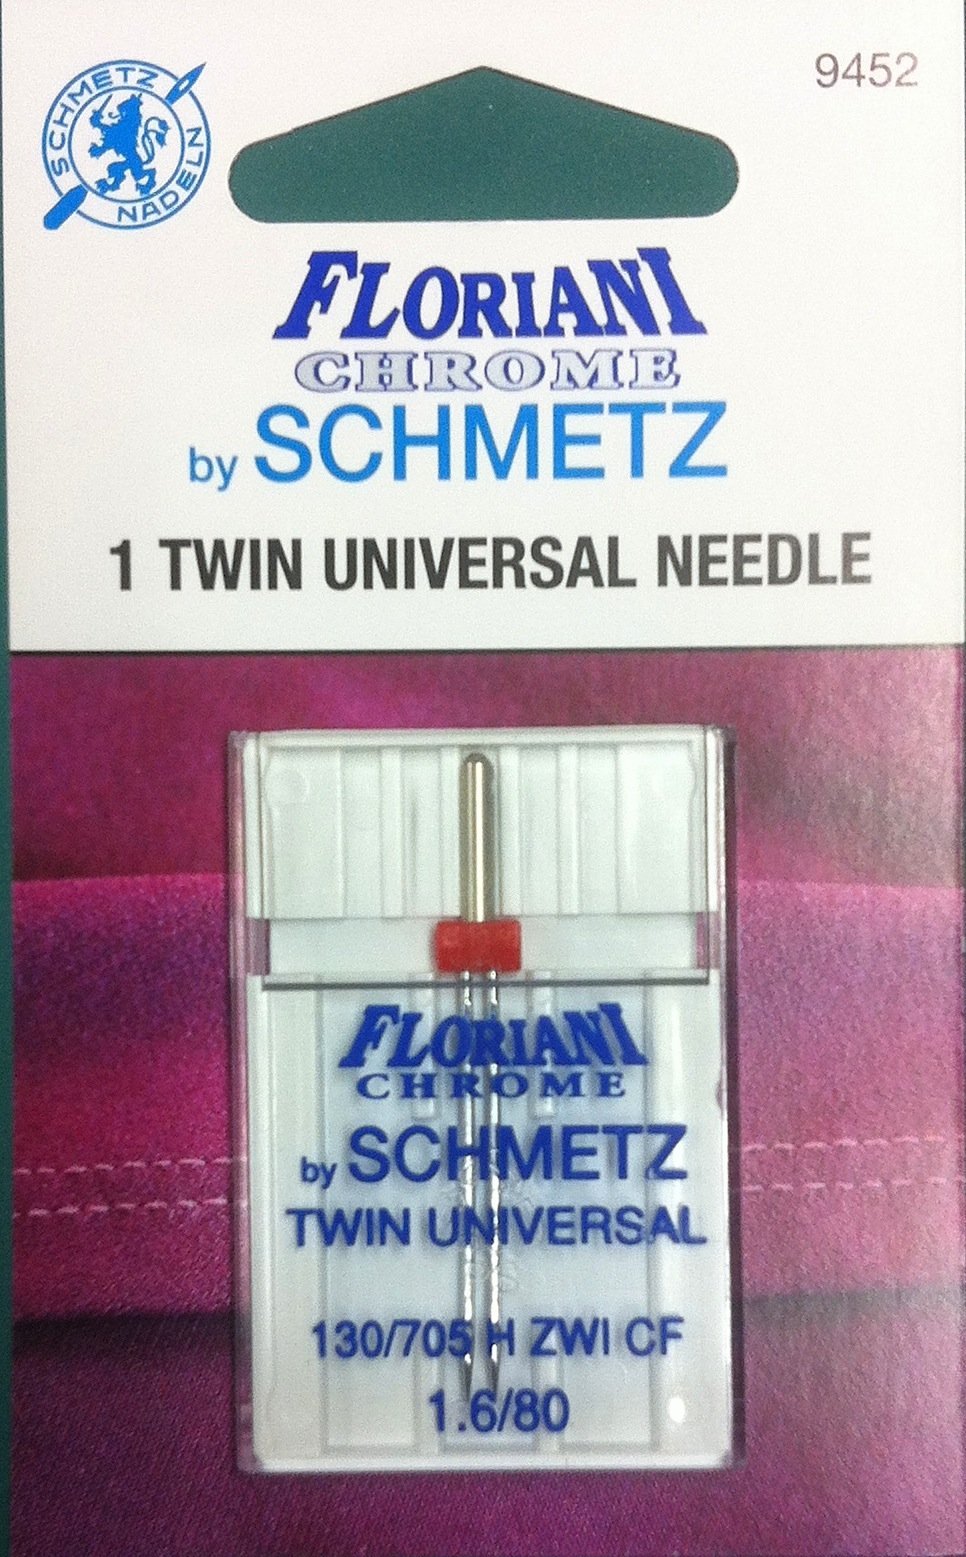 SCHMETZ
NADELN
9452
FLORIANI
CHROME
by SCHMETZ
1 TWIN UNIVERSAL NEEDLE
FLORIANI
CHROME
by SCHMETZ
TWIN UNIVERSAL
130/705 H ZWI CF
1.6/80